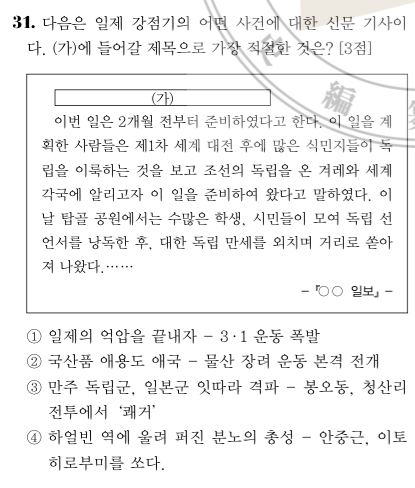 31. 다음은 일제 강점기의 어떤 사건에 대한 신문 기사이
다. (가)에 들어갈 제목으로 가장 적절한 것은? [3점]
(가)
이번 일은 2개월 전부터 준비하였다고 한다. 이 일을 계
획한 사람들은 제1차 세계 대전 후에 많은 식민지들이 독
립을 이룩하는 것을 보고 조선의 독립을 온 겨레와 세계
각국에 알리고자 이 일을 준비하여 왔다고 말하였다. 이
날 탑골 공원에서는 수많은 학생, 시민들이 모여 독립 선
언서를 낭독한 후, 대한 독립 만세를 외치며 거리로 쏟아
져 나왔다.……
- 『○○ 일보』 -
① 일제의 억압을 끝내자 - 3·1 운동 폭발
② 국산품 애용도 애국 - 물산 장려 운동 본격 전개
③ 만주 독립군, 일본군 잇따라 격파 - 봉오동, 청산리
전투에서 ‘쾌거’
④ 하얼빈 역에 울려 퍼진 분노의 총성 - 안중근, 이토
히로부미를 쏘다.